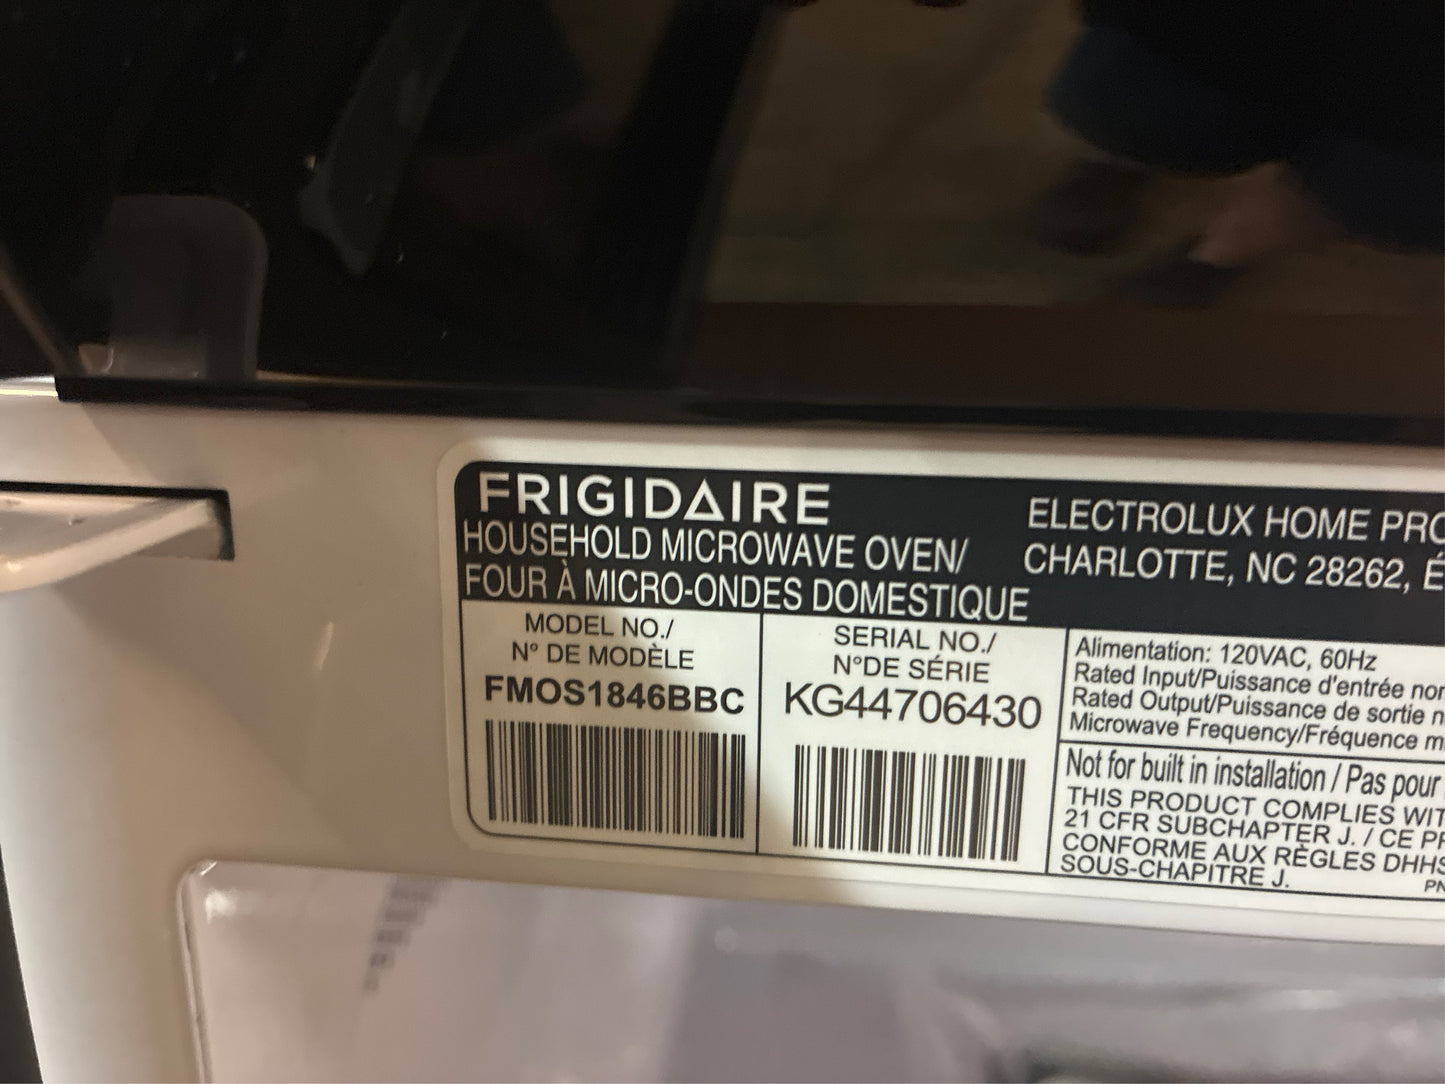 FRIGIDAIRE
HOUSEHOLD MICROWAVE OVEN/
FOUR À MICRO-ONDES DOMESTIQUE
ELECTROLUX HOME
CHARLOTTE, NC 28262,
MODEL NO./
N° DE MODÈLE
FMOS1846BBC
SERIAL NO./
N°DE SÉRIE
KG44706430
Alimentation: 120VAC, 60Hz
Rated Input/Puissance d'entrée
Rated Output/Puissance de sortie
Microwave Frequency/Fréquence
Not for built in installation / Pas pour
THIS PRODUCT COMPLIES
21 CFR SUBCHAPTER J. / CE
CONFORME AUX RÈGLES DHHS
SOUS-CHAPITRE J.